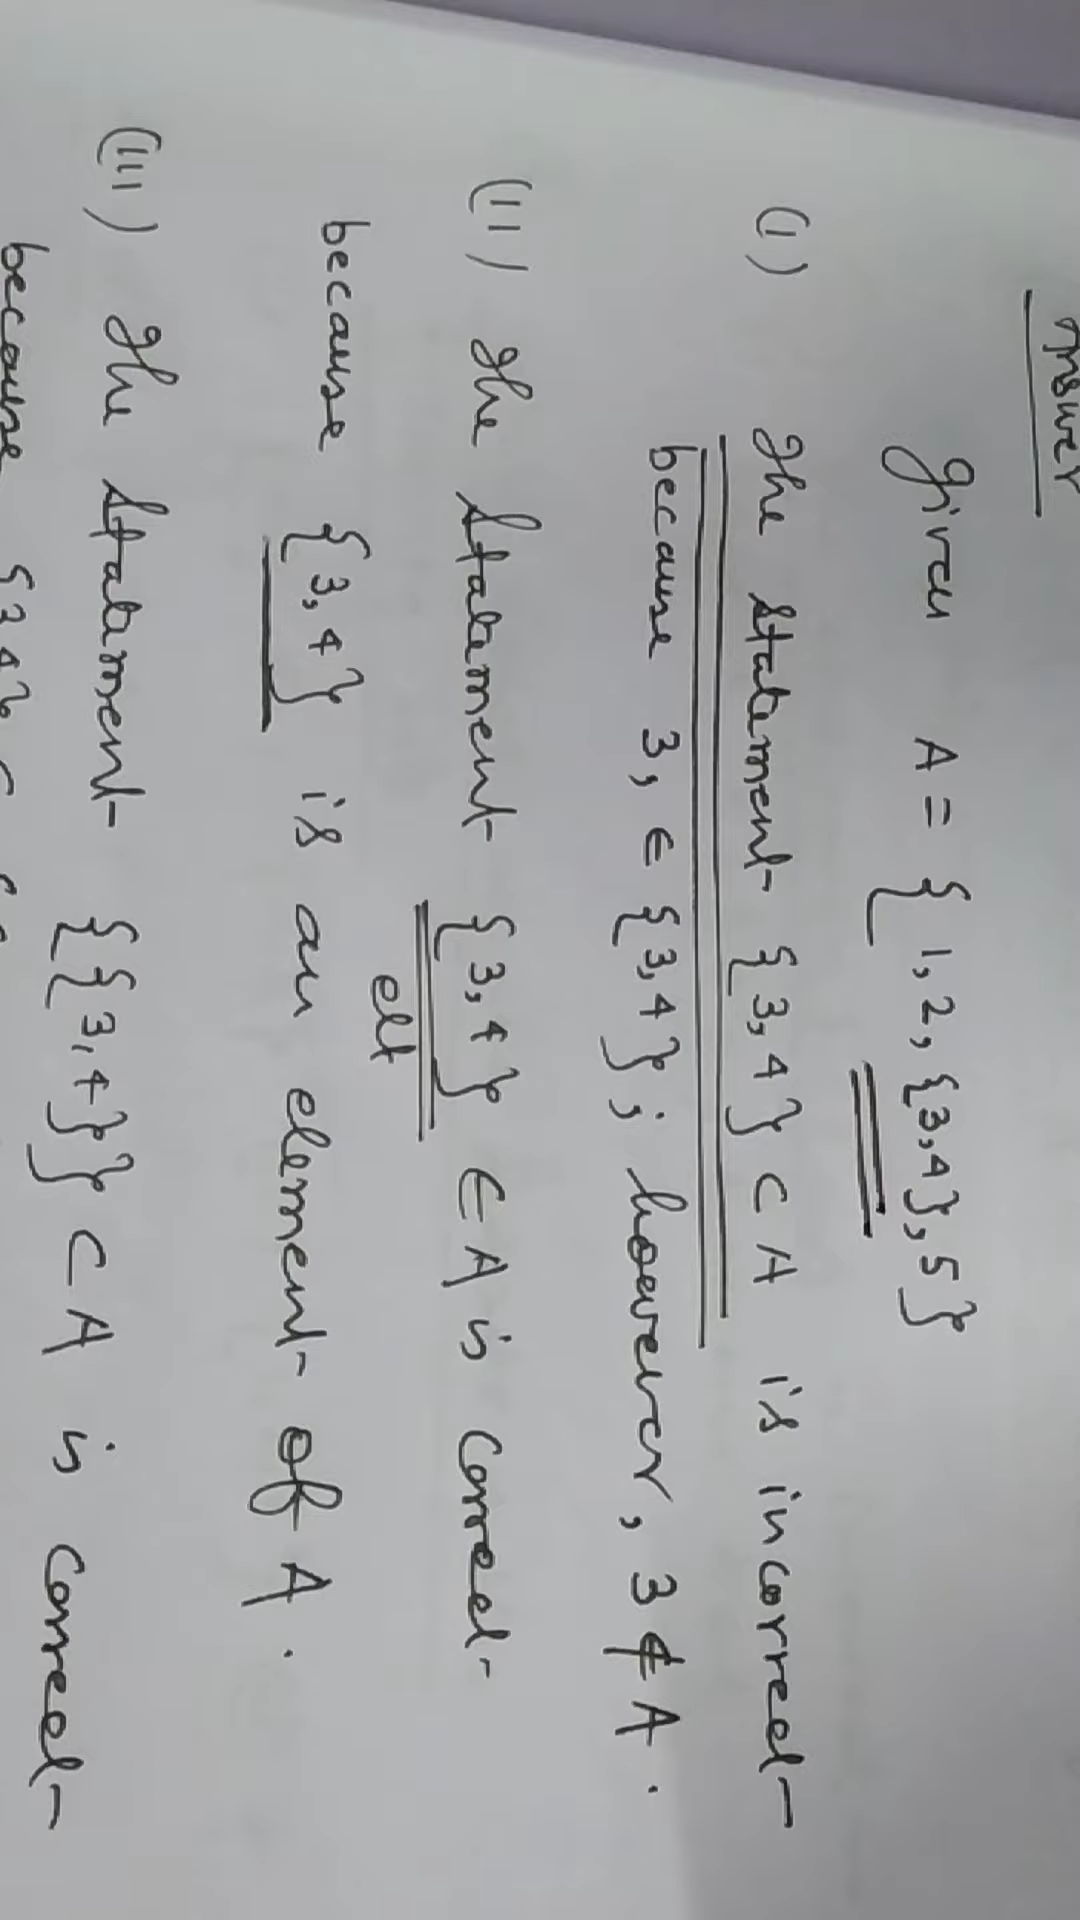 Answer
Given A = { 1, 2, {3,4}, 5 }
(i) The statement {3,4} ⊂ A is incorrect
because 3, ∈ {3,4} ; however, 3 ∉ A .
(ii) The statement {3,4} ∈ A is correct
elt
because {3,4} is an element of A .
(iii) The statement {{3,4}} ⊂ A is correct
because